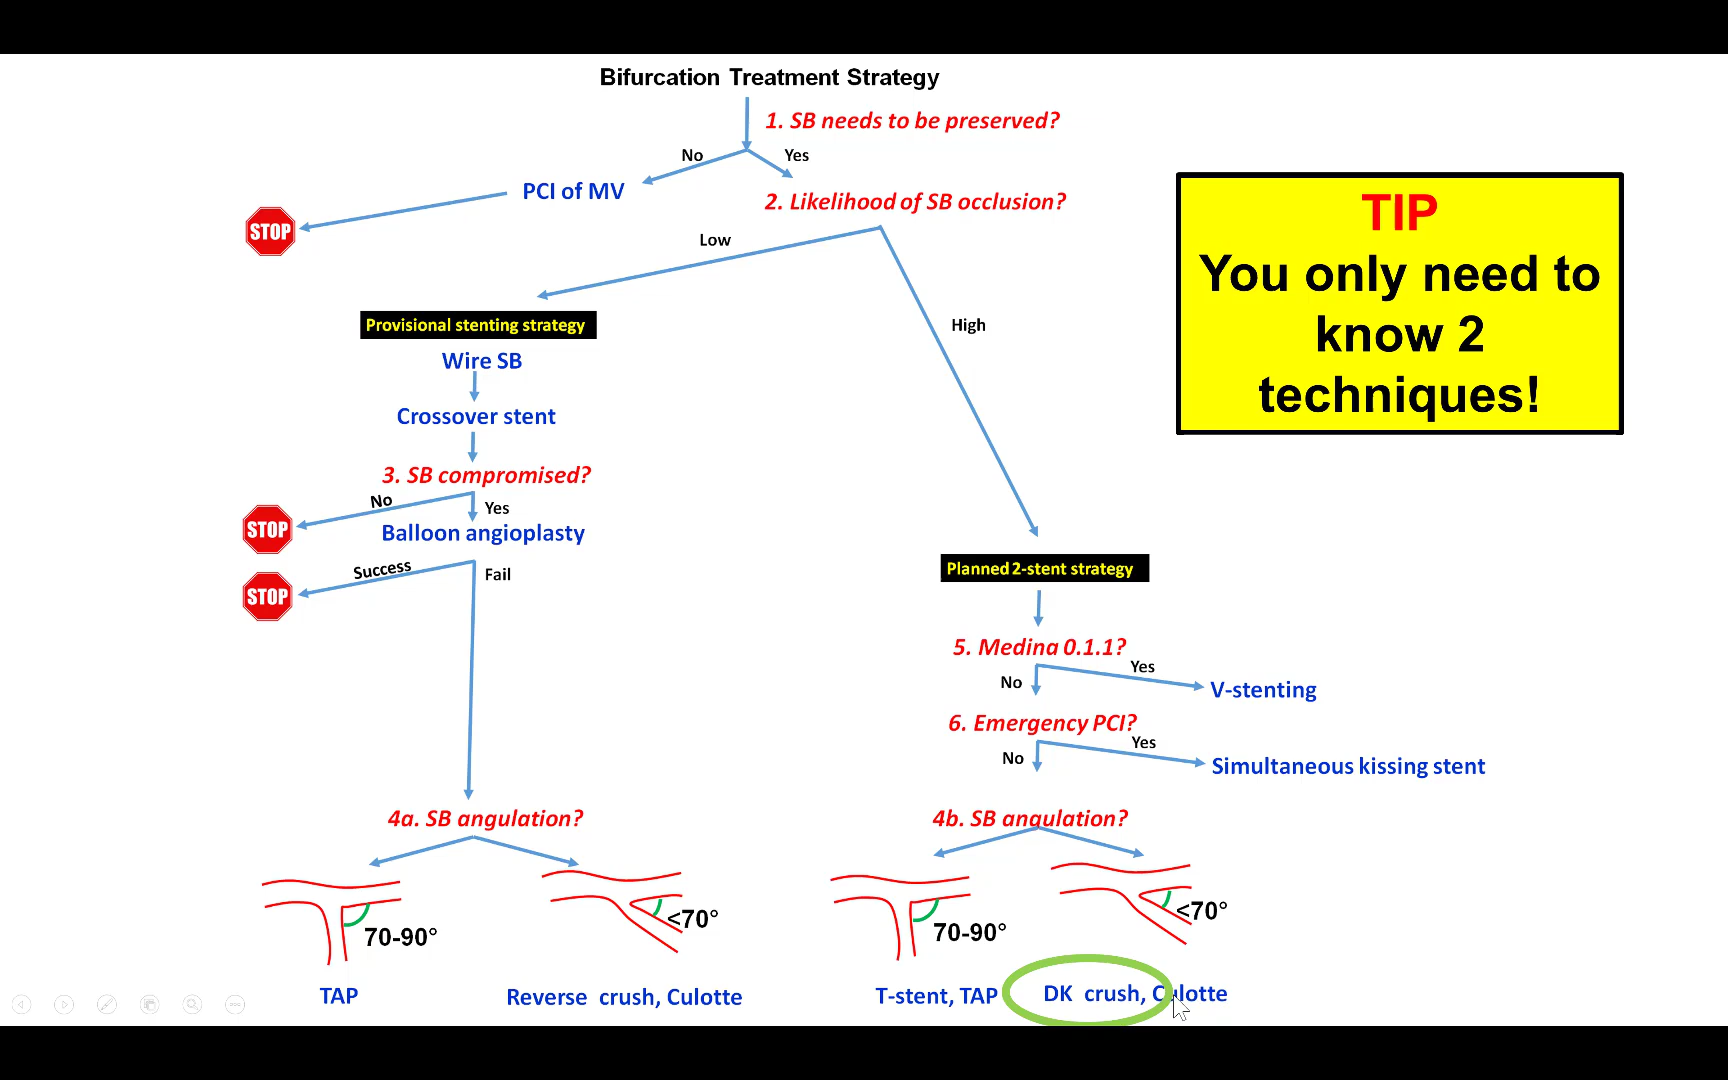 Bifurcation Treatment Strategy
1. SB needs to be preserved?
No
Yes
PCI of MV
STOP
2. Likelihood of SB occlusion?
Low
High
TIP
You only need to
know 2
techniques!
Provisional stenting strategy
Wire SB
Crossover stent
3. SB compromised?
No
Yes
STOP
Balloon angioplasty
Success
Fail
STOP
Planned 2-stent strategy
5. Medina 0.1.1?
Yes
No
V-stenting
6. Emergency PCI?
Yes
No
Simultaneous kissing stent
4a. SB angulation?
4b. SB angulation?
70-90°
<70°
70-90°
<70°
TAP
Reverse crush, Culotte
T-stent, TAP
DK crush, Culotte